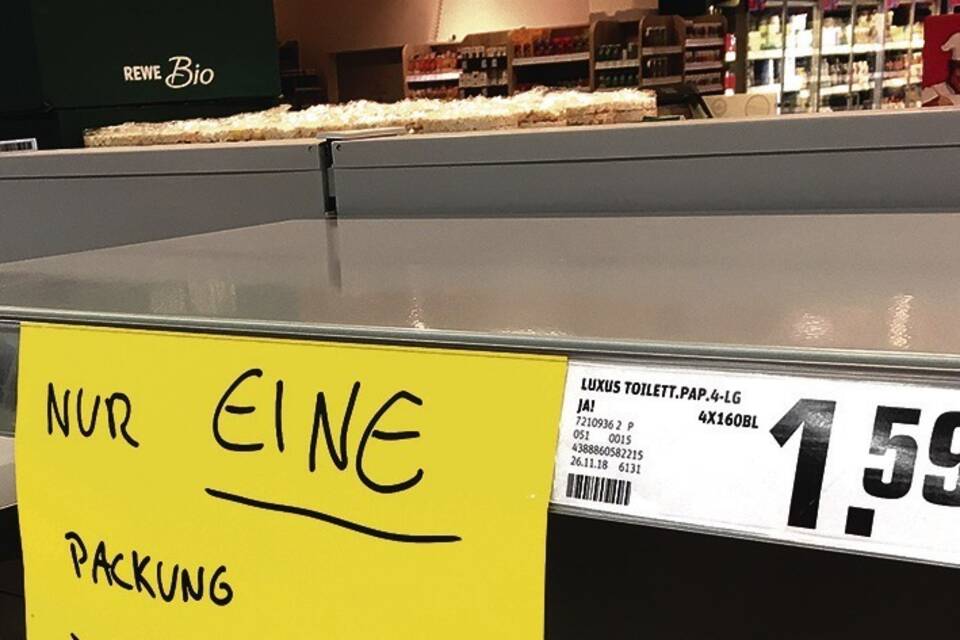 REWE Bio
NUR EINE
PACKUNG
LUXUS TOILETT.PAP.4-LG
JA! 4X160BL
7210936 2 P
051 0015
4388860582215
26.11.18 6131
1.59